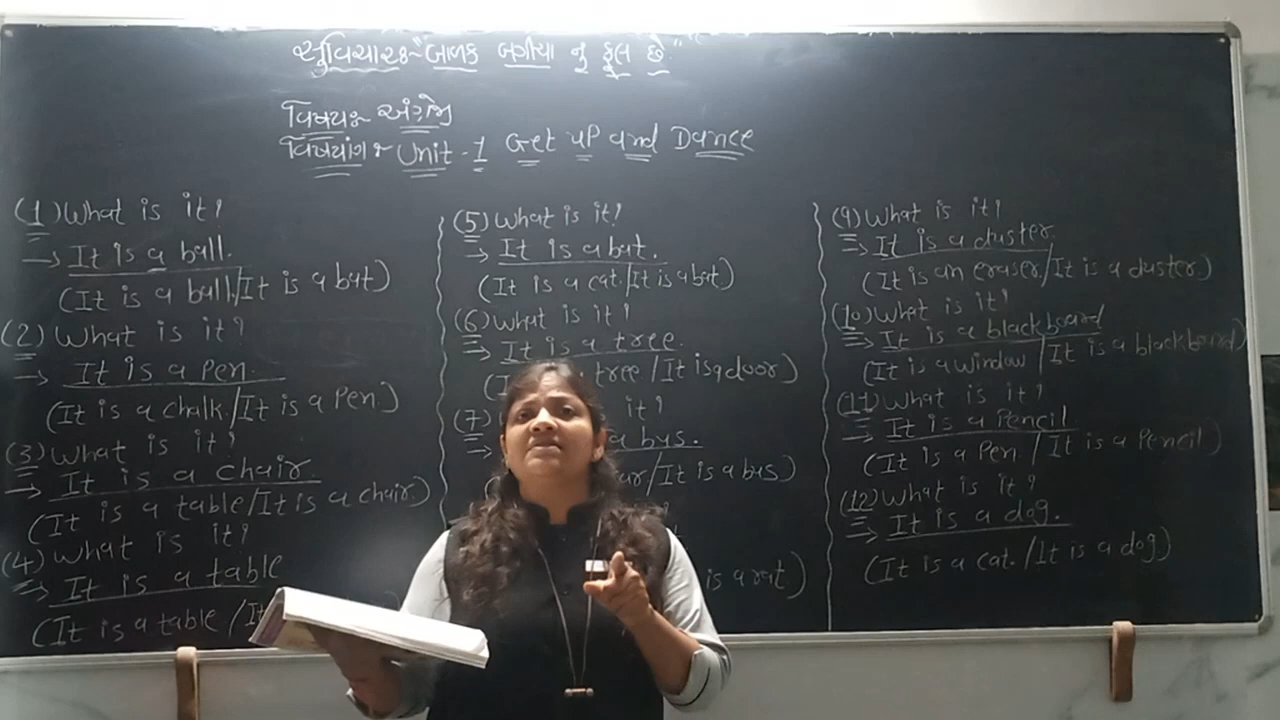 સુવિચારઃ- "બાળક બગીચા નુ ફૂલ છે."
વિષયઃ- અંગ્રેજી
વિષયાંગઃ- Unit-1 Get up and Dance
(1) What is it?
→ It is a ball.
(It is a ball./It is a bat)
(2) What is it?
→ It is a Pen.
(It is a chalk./It is a Pen.)
(3) What is it?
→ It is a chair.
(It is a table/It is a chair.)
(4) What is it?
→ It is a table
(It is a table /It
(5) What is it?
→ It is a bat.
(It is a cat./It is a bat)
(6) What is it?
→ It is a tree.
tree /It is a door)
(7) it?
→ a bus.
/It is a bus)
is a rat.)
(9) What is it?
→ It is a duster.
(It is an eraser./It is a duster.)
(10) What is it?
→ It is a blackboard
(It is a window /It is a blackboard)
(11) What is it?
→ It is a Pencil
(It is a Pen / It is a Pencil)
(12) What is it?
→ It is a dog.
(It is a cat. /It is a dog)